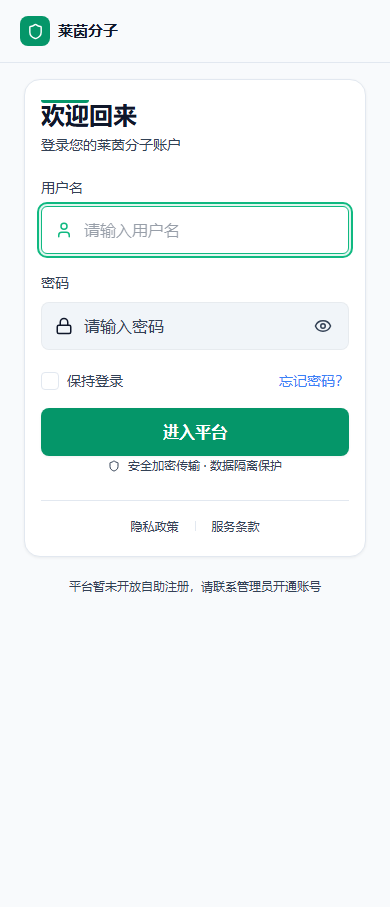 莱茵分子
欢迎回来
登录您的莱茵分子账户
用户名
请输入用户名
密码
请输入密码
保持登录 忘记密码?
进入平台
安全加密传输 · 数据隔离保护
隐私政策 服务条款
平台暂未开放自助注册，请联系管理员开通账号